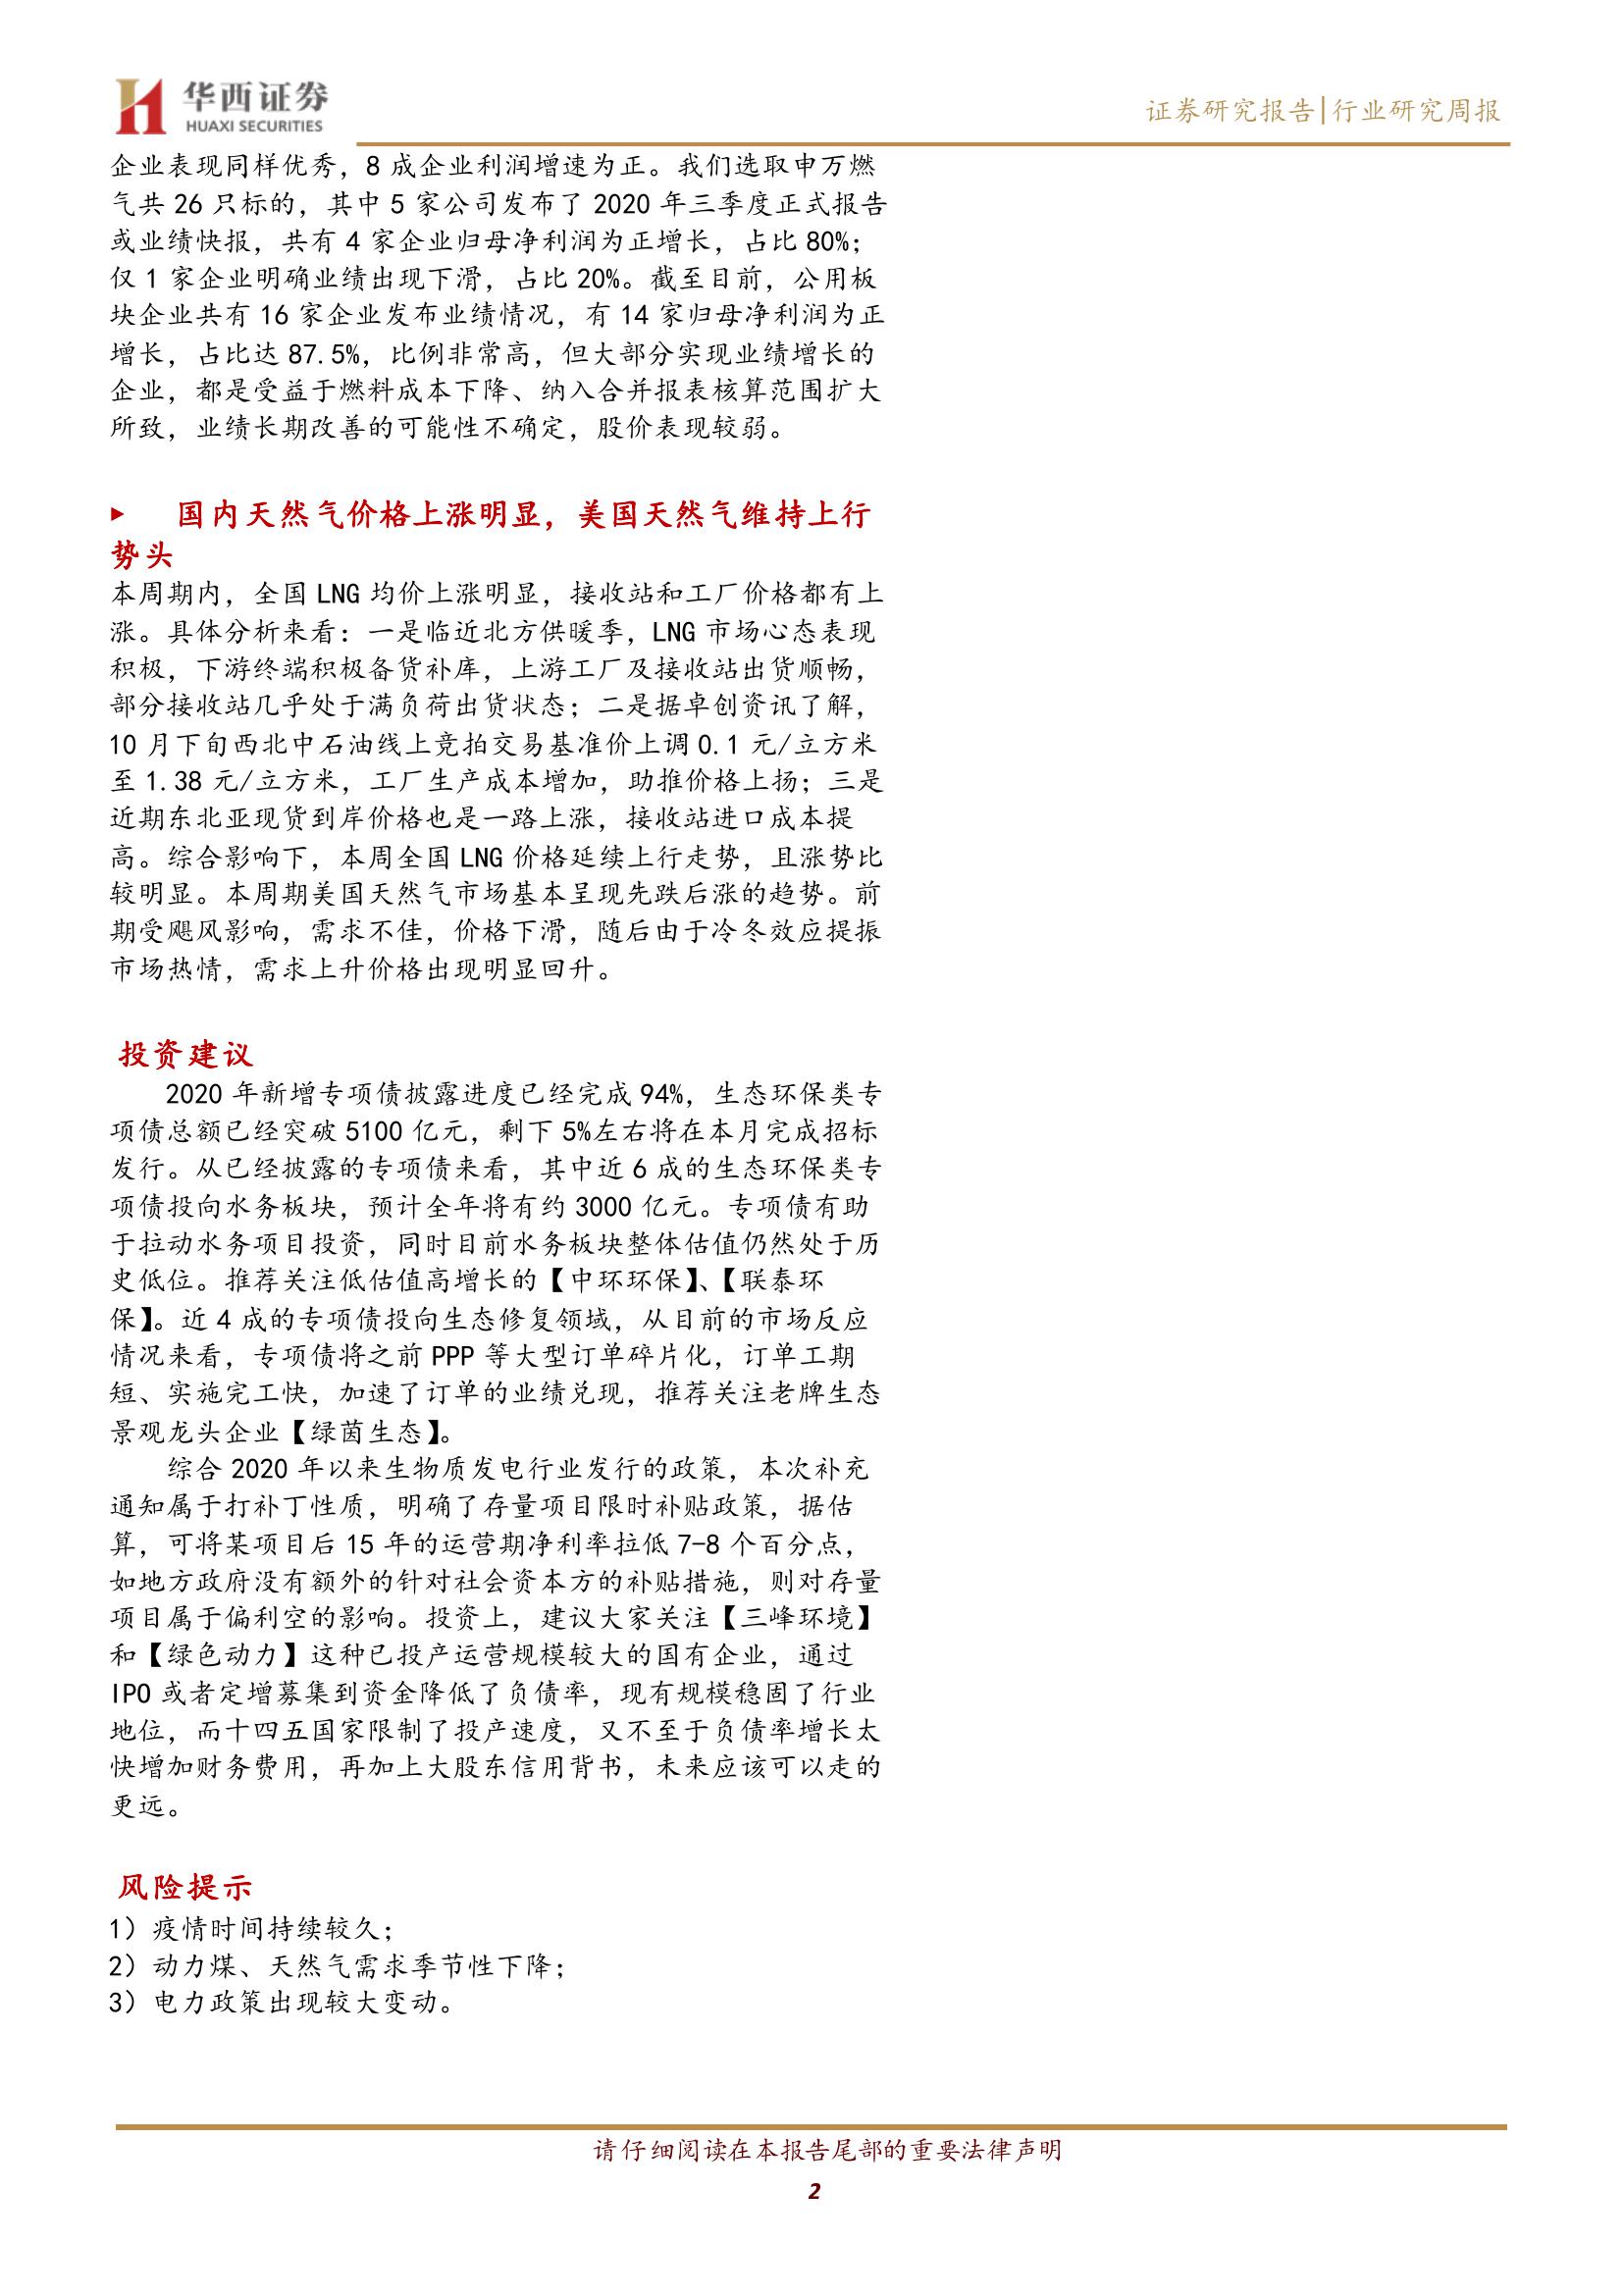 华西证券
HUAXI SECURITIES
证券研究报告|行业研究周报
企业表现同样优秀，8 成企业利润增速为正。我们选取申万燃
气共 26 只标的，其中 5 家公司发布了 2020 年三季度正式报告
或业绩快报，共有 4 家企业归母净利润为正增长，占比 80%；
仅 1 家企业明确业绩出现下滑，占比 20%。截至目前，公用板
块企业共有 16 家企业发布业绩情况，有 14 家归母净利润为正
增长，占比达 87.5%，比例非常高，但大部分实现业绩增长的
企业，都是受益于燃料成本下降、纳入合并报表核算范围扩大
所致，业绩长期改善的可能性不确定，股价表现较弱。
▶ 国内天然气价格上涨明显，美国天然气维持上行
势头
本周期内，全国 LNG 均价上涨明显，接收站和工厂价格都有上
涨。具体分析来看：一是临近北方供暖季，LNG 市场心态表现
积极，下游终端积极备货补库，上游工厂及接收站出货顺畅，
部分接收站几乎处于满负荷出货状态；二是据卓创资讯了解，
10 月下旬西北中石油线上竞拍交易基准价上调 0.1 元/立方米
至 1.38 元/立方米，工厂生产成本增加，助推价格上扬；三是
近期东北亚现货到岸价格也是一路上涨，接收站进口成本提
高。综合影响下，本周全国 LNG 价格延续上行走势，且涨势比
较明显。本周期美国天然气市场基本呈现先跌后涨的趋势。前
期受飓风影响，需求不佳，价格下滑，随后由于冷冬效应提振
市场热情，需求上升价格出现明显回升。
投资建议
2020 年新增专项债披露进度已经完成 94%，生态环保类专
项债总额已经突破 5100 亿元，剩下 5%左右将在本月完成招标
发行。从已经披露的专项债来看，其中近 6 成的生态环保类专
项债投向水务板块，预计全年将有约 3000 亿元。专项债有助
于拉动水务项目投资，同时目前水务板块整体估值仍然处于历
史低位。推荐关注低估值高增长的【中环环保】、【联泰环
保】。近 4 成的专项债投向生态修复领域，从目前的市场反应
情况来看，专项债将之前 PPP 等大型订单碎片化，订单工期
短、实施完工快，加速了订单的业绩兑现，推荐关注老牌生态
景观龙头企业【绿茵生态】。
综合 2020 年以来生物质发电行业发行的政策，本次补充
通知属于打补丁性质，明确了存量项目限时补贴政策，据估
算，可将某项目后 15 年的运营期净利率拉低 7-8 个百分点，
如地方政府没有额外的针对社会资本方的补贴措施，则对存量
项目属于偏利空的影响。投资上，建议大家关注【三峰环境】
和【绿色动力】这种已投产运营规模较大的国有企业，通过
IPO 或者定增募集到资金降低了负债率，现有规模稳固了行业
地位，而十四五国家限制了投产速度，又不至于负债率增长太
快增加财务费用，再加上大股东信用背书，未来应该可以走的
更远。
风险提示
1）疫情时间持续较久；
2）动力煤、天然气需求季节性下降；
3）电力政策出现较大变动。
请仔细阅读在本报告尾部的重要法律声明
2